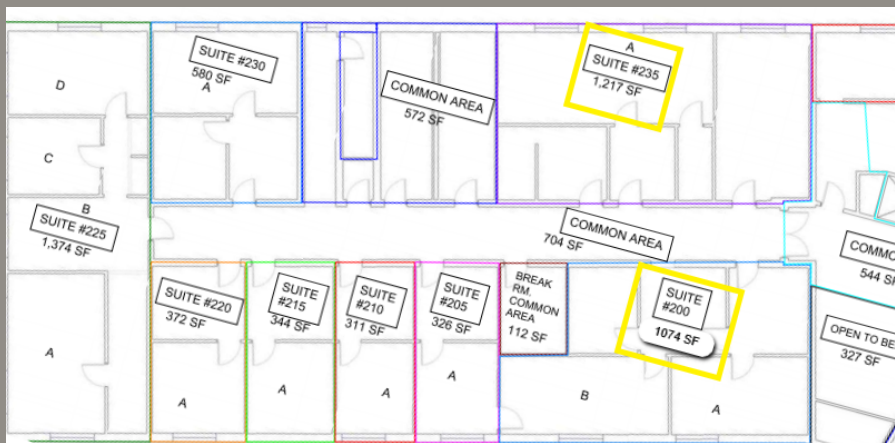 SUITE #230
580 SF
A
COMMON AREA
572 SF
A
SUITE #235
1,217 SF
D
C
B
SUITE #225
1,374 SF
A
COMMON AREA
704 SF
SUITE #220
372 SF
A
SUITE
#215
344 SF
A
SUITE
#210
311 SF
A
SUITE
#205
326 SF
A
BREAK
RM.
COMMON
AREA
112 SF
SUITE
#200
1074 SF
B
A
COMMO
544 SF
OPEN TO BE
327 SF